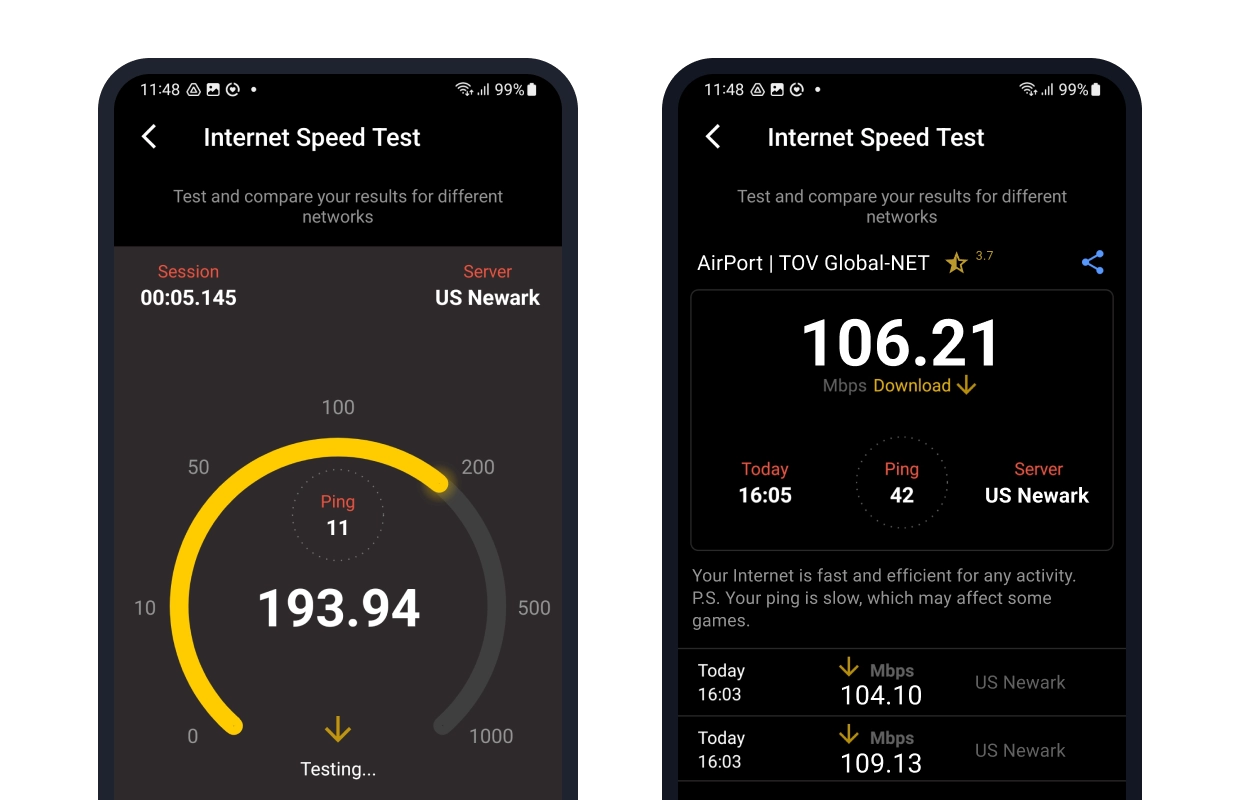 11:48 99%
Internet Speed Test
Test and compare your results for different
networks
Session Server
00:05.145 US Newark
100
50 200
Ping
11
10 193.94 500
0 1000
Testing...
11:48 99%
Internet Speed Test
Test and compare your results for different
networks
AirPort | TOV Global-NET 3.7
106.21
Mbps Download
Today Ping Server
16:05 42 US Newark
Your Internet is fast and efficient for any activity.
P.S. Your ping is slow, which may affect some
games.
Today Mbps
16:03 104.10 US Newark
Today Mbps
16:03 109.13 US Newark